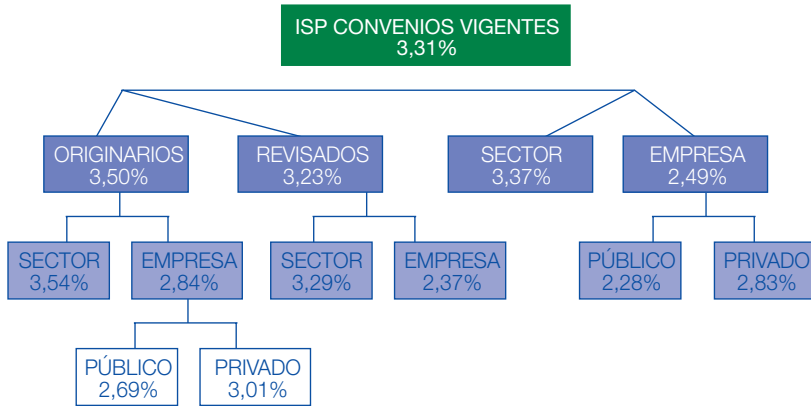 ISP CONVENIOS VIGENTES
3,31%
ORIGINARIOS
3,50%
REVISADOS
3,23%
SECTOR
3,37%
EMPRESA
2,49%
SECTOR
3,54%
EMPRESA
2,84%
SECTOR
3,29%
EMPRESA
2,37%
PÚBLICO
2,28%
PRIVADO
2,83%
PÚBLICO
2,69%
PRIVADO
3,01%